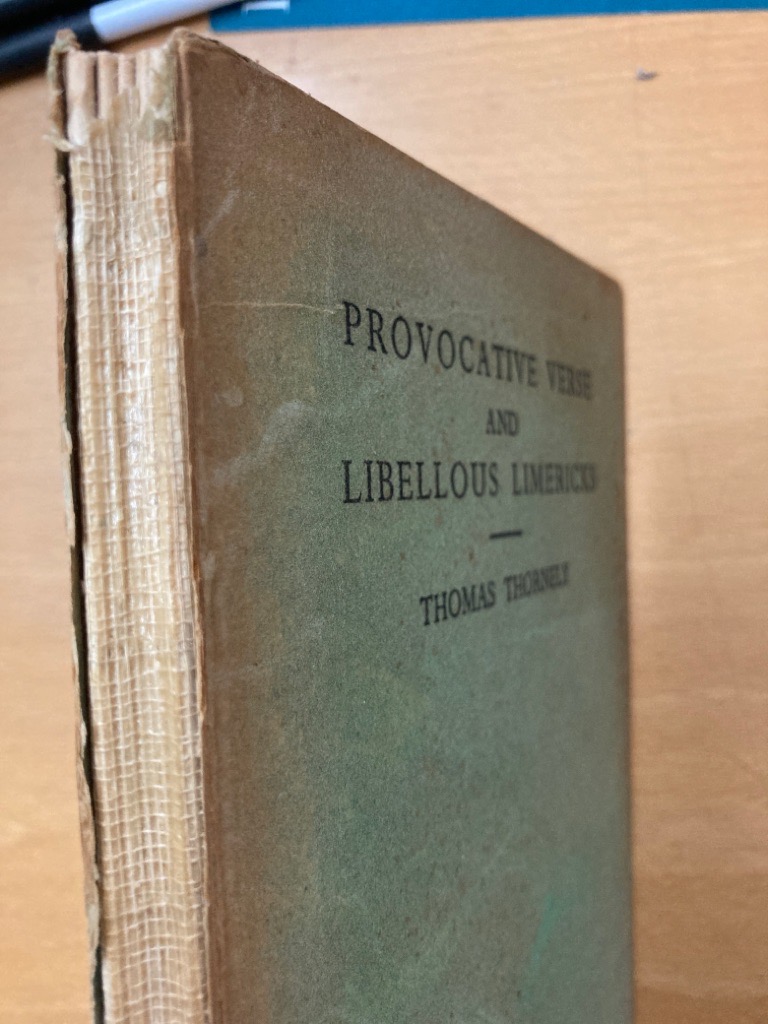 PROVOCATIVE VERSE
AND
LIBELLOUS LIMERICKS
THOMAS THORNELY